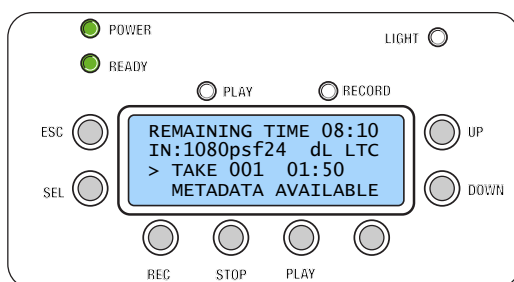 POWER
LIGHT
READY
PLAY
RECORD
ESC
REMAINING TIME 08:10
UP
IN:1080psf24 dL LTC
> TAKE 001 01:50
SEL
METADATA AVAILABLE
DOWN
REC
STOP
PLAY